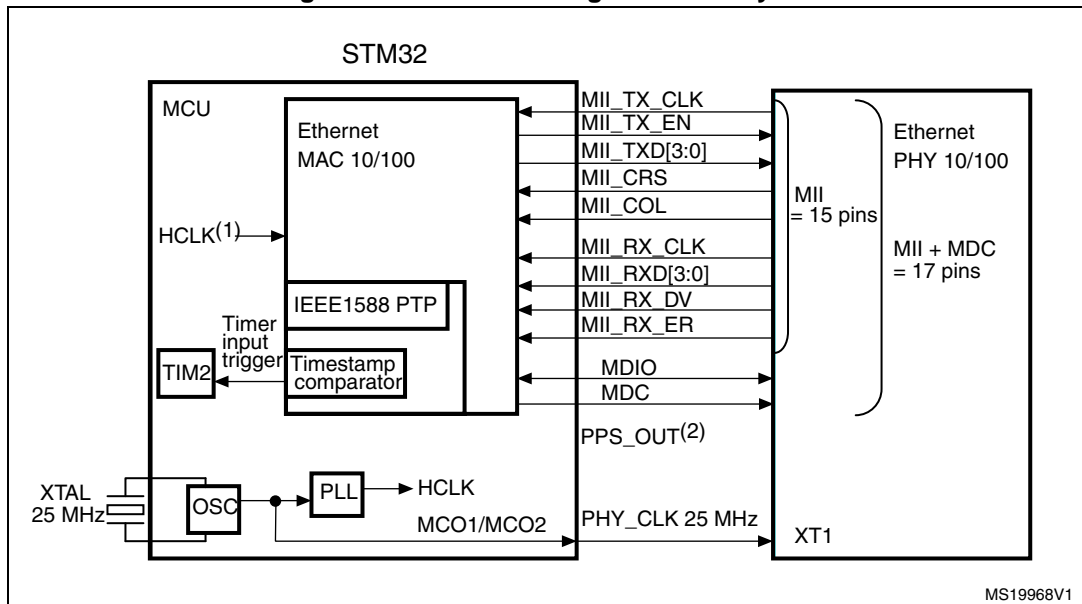 STM32
MCU
Ethernet
MAC 10/100
HCLK(1)
IEEE1588 PTP
Timer
input
trigger
TIM2
Timestamp
comparator
XTAL
25 MHz
OSC
PLL
HCLK
MCO1/MCO2
MII_TX_CLK
MII_TX_EN
MII_TXD[3:0]
MII_CRS
MII_COL
MII_RX_CLK
MII_RXD[3:0]
MII_RX_DV
MII_RX_ER
MDIO
MDC
PPS_OUT(2)
PHY_CLK 25 MHz
MII
= 15 pins
Ethernet
PHY 10/100
MII + MDC
= 17 pins
XT1
MS19968V1